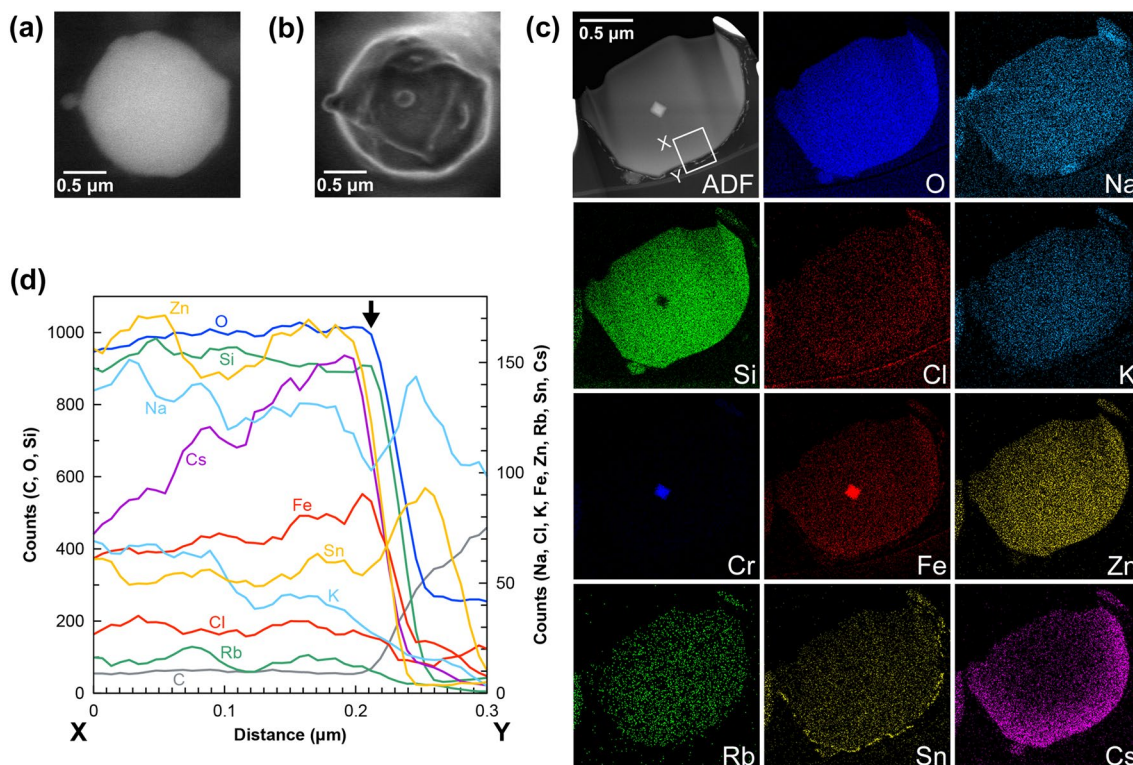 (a)
0.5 μm
(b)
0.5 μm
(c)
0.5 μm
X
Y
ADF
O
Na
Si
Cl
K
Cr
Fe
Zn
Rb
Sn
Cs
(d)
Counts (C, O, Si)
1000
800
600
400
200
0
Zn
O
Si
Na
Cs
Fe
Sn
K
Cl
Rb
C
150
100
50
0
Counts (Na, Cl, K, Fe, Zn, Rb, Sn, Cs)
0
0.1
0.2
0.3
X
Distance (μm)
Y